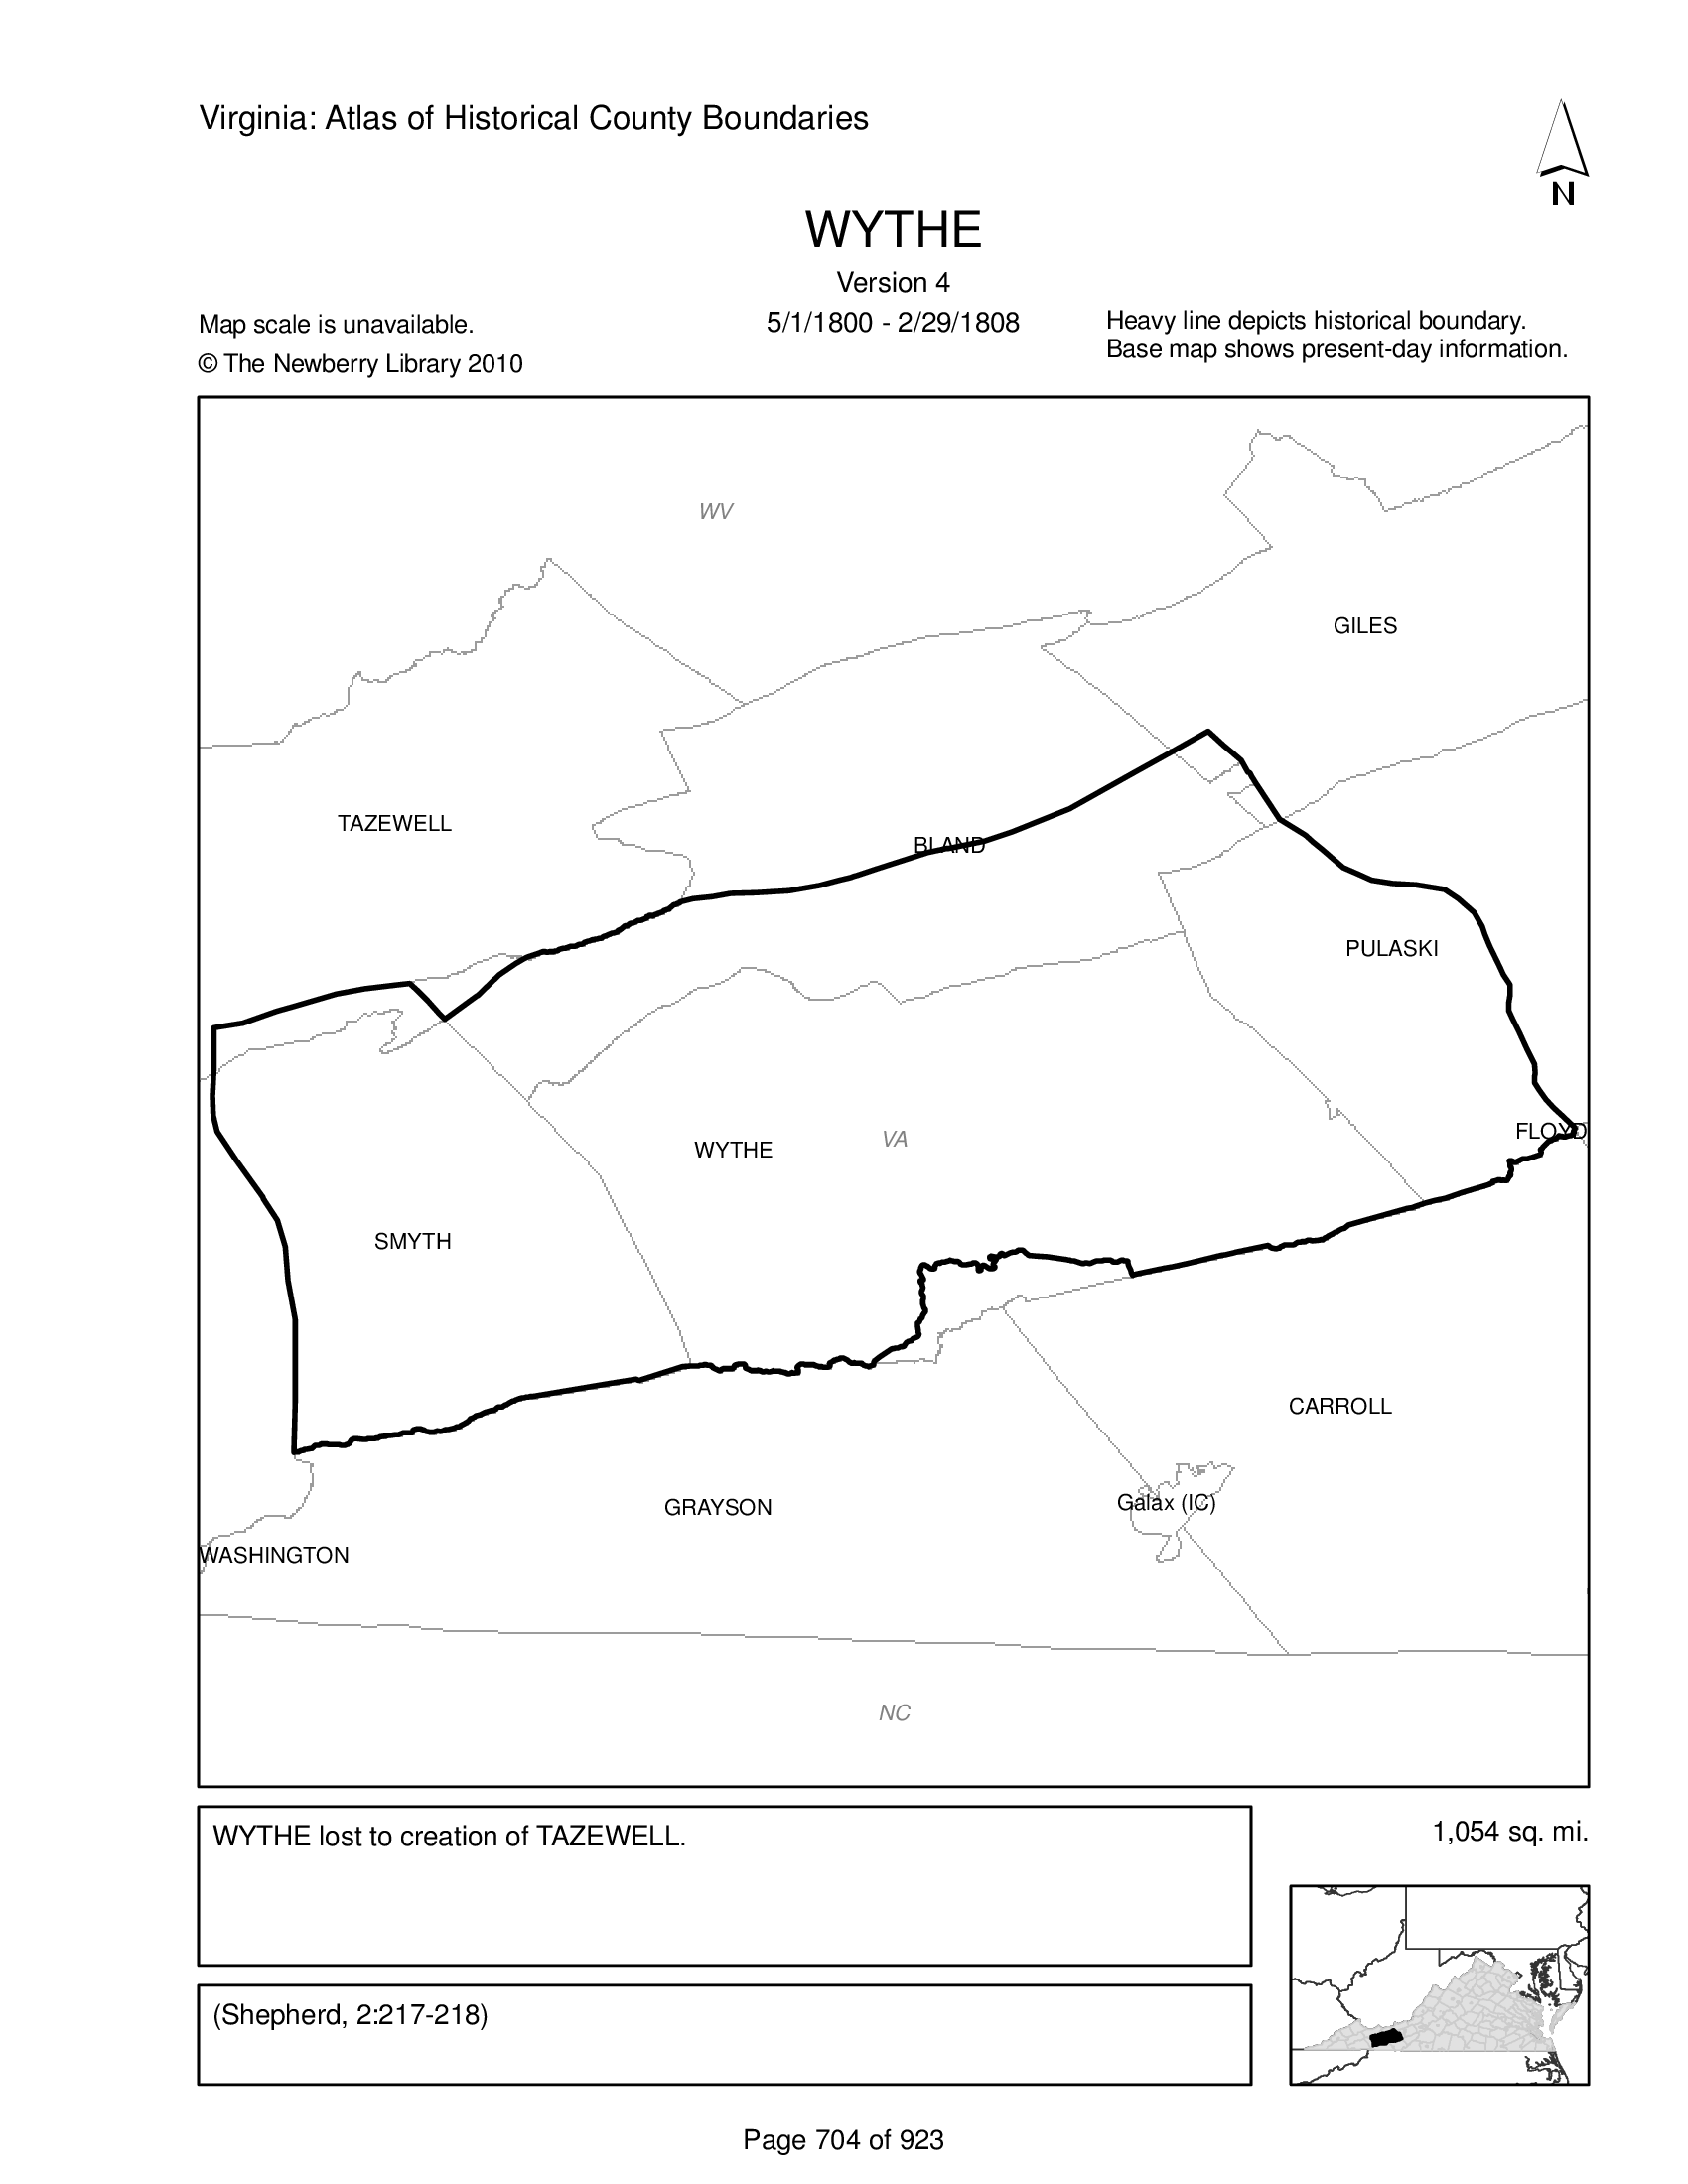 Virginia: Atlas of Historical County Boundaries
N
WYTHE
Version 4
5/1/1800 - 2/29/1808
Map scale is unavailable.
© The Newberry Library 2010
Heavy line depicts historical boundary.
Base map shows present-day information.
WV
GILES
TAZEWELL
BLAND
PULASKI
FLOYD
VA
WYTHE
SMYTH
CARROLL
Galax (IC)
GRAYSON
WASHINGTON
NC
WYTHE lost to creation of TAZEWELL.
1,054 sq. mi.
(Shepherd, 2:217-218)
Page 704 of 923